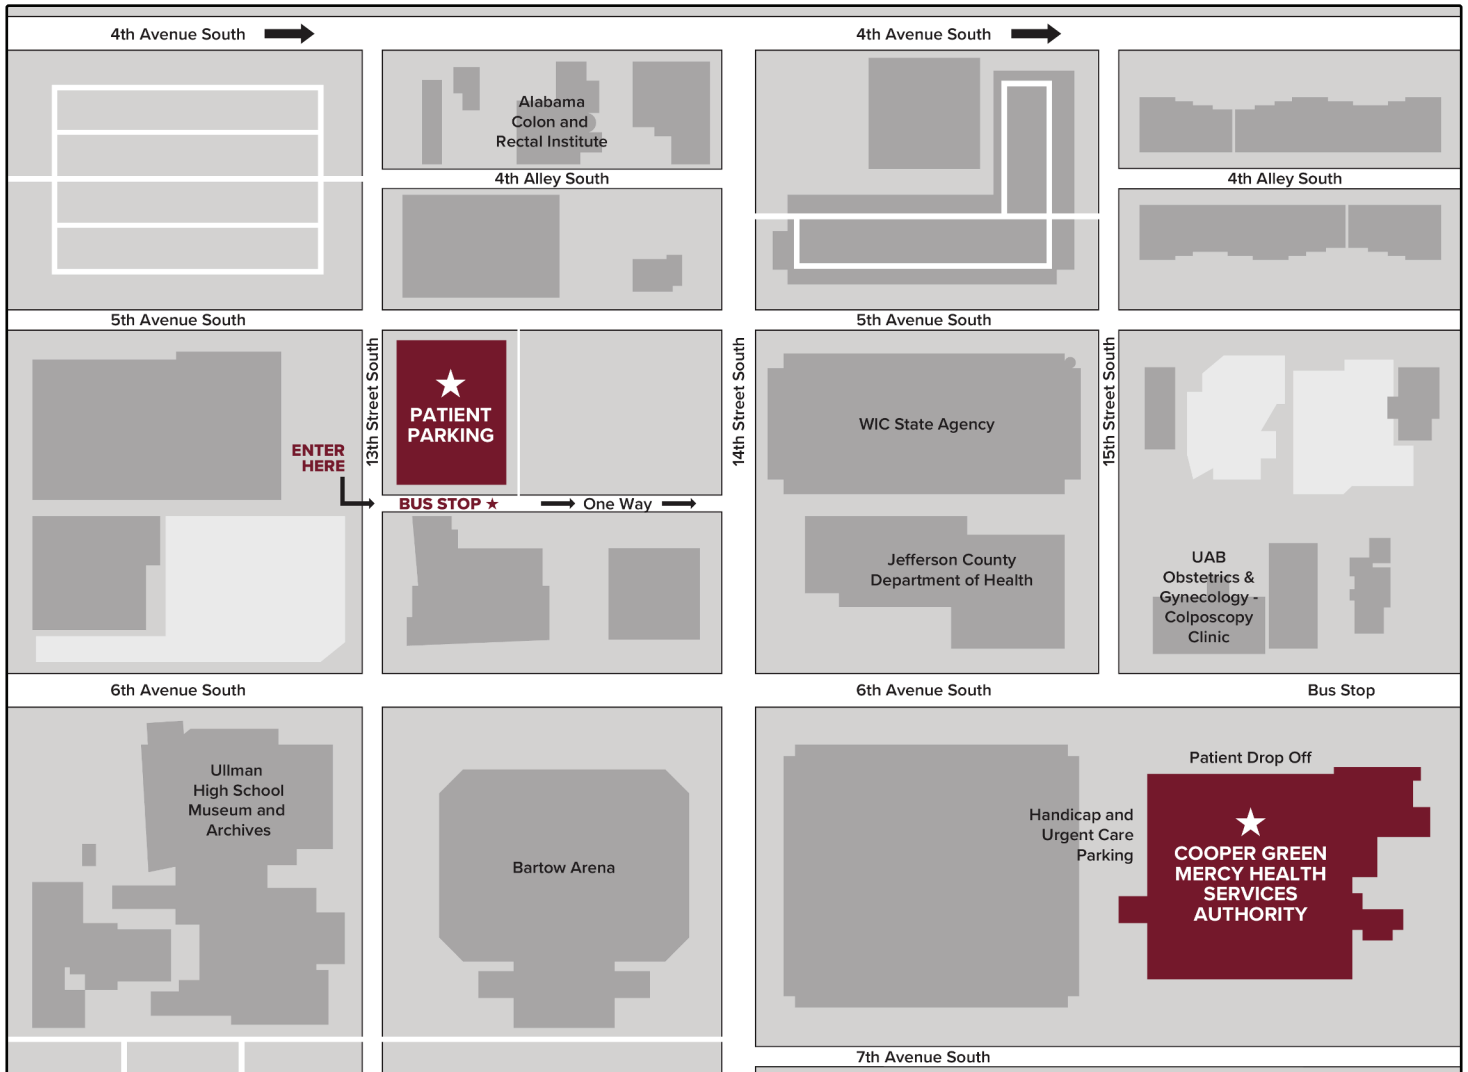 4th Avenue South
4th Avenue South
Alabama
Colon and
Rectal Institute
4th Alley South
4th Alley South
5th Avenue South
5th Avenue South
13th Street South
14th Street South
15th Street South
PATIENT
PARKING
WIC State Agency
ENTER
HERE
BUS STOP
One Way
Jefferson County
Department of Health
UAB
Obstetrics &
Gynecology -
Colposcopy
Clinic
6th Avenue South
6th Avenue South
Bus Stop
Ullman
High School
Museum and
Archives
Bartow Arena
Patient Drop Off
Handicap and
Urgent Care
Parking
COOPER GREEN
MERCY HEALTH
SERVICES
AUTHORITY
7th Avenue South